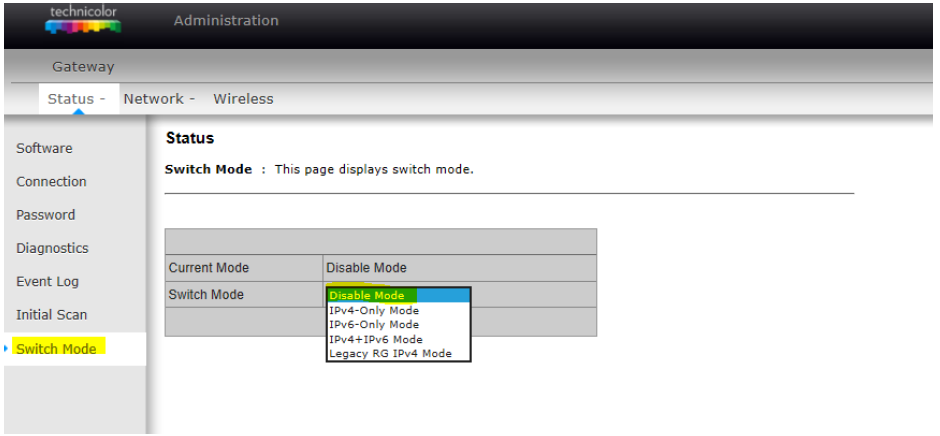 technicolor
Administration
Gateway
Status - Network - Wireless
Software
Connection
Password
Diagnostics
Event Log
Initial Scan
Switch Mode
Status
Switch Mode : This page displays switch mode.
Current Mode Disable Mode
Switch Mode Disable Mode
IPv4-Only Mode
IPv6-Only Mode
IPv4+IPv6 Mode
Legacy RG IPv4 Mode